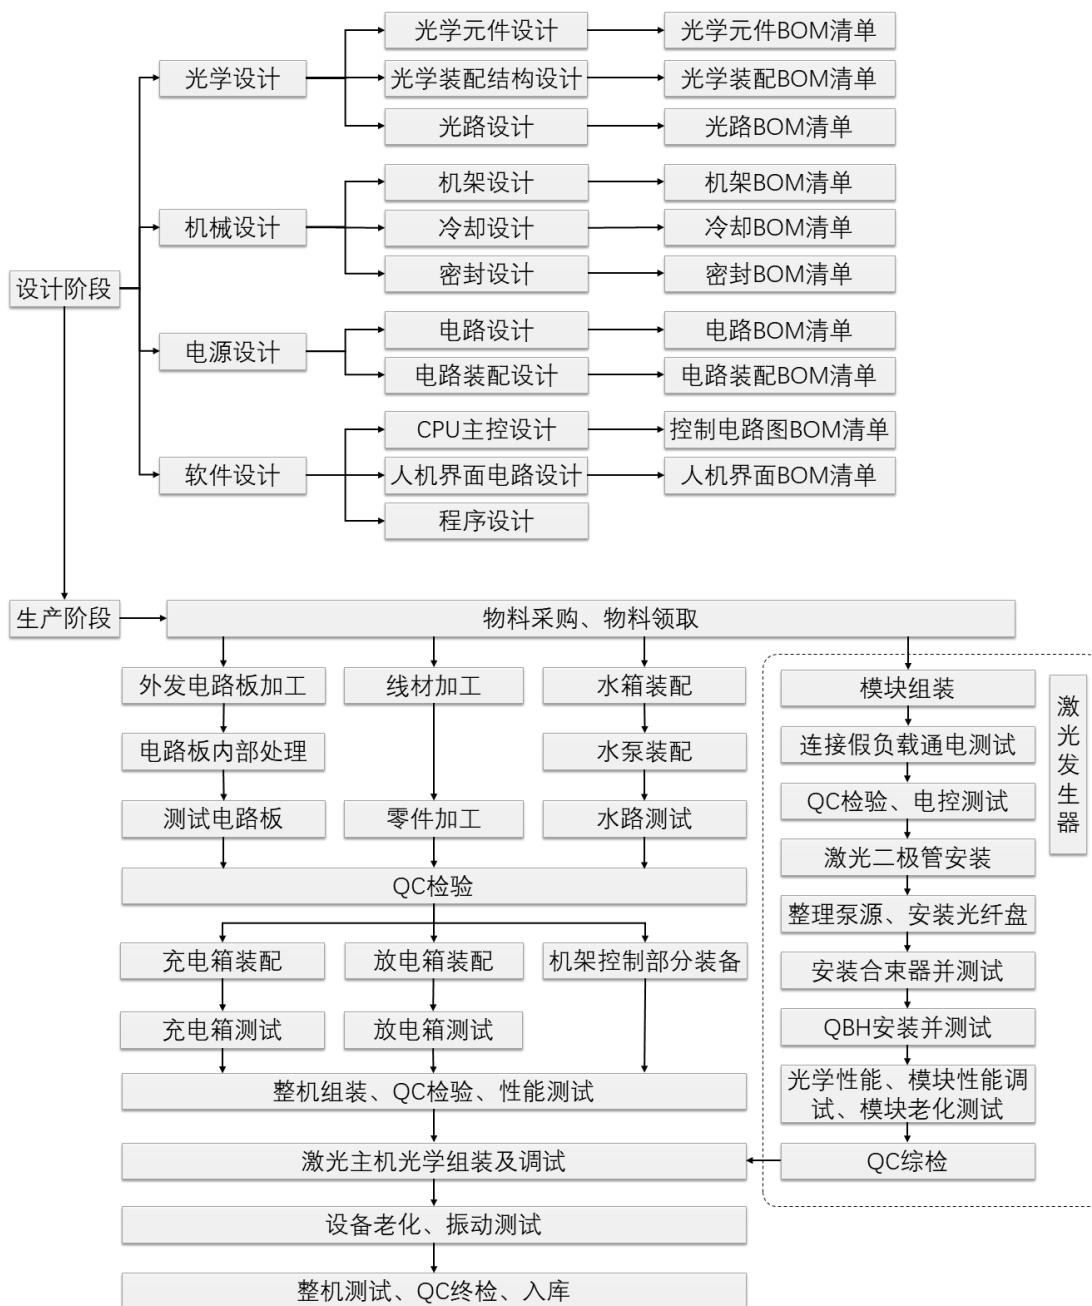 光学元件设计
光学元件BOM清单
光学设计
光学装配结构设计
光学装配BOM清单
光路设计
光路BOM清单
机架设计
机架BOM清单
机械设计
冷却设计
冷却BOM清单
密封设计
密封BOM清单
设计阶段
电路设计
电路BOM清单
电源设计
电路装配设计
电路装配BOM清单
CPU主控设计
控制电路图BOM清单
软件设计
人机界面电路设计
人机界面BOM清单
程序设计
生产阶段
物料采购、物料领取
外发电路板加工
线材加工
水箱装配
电路板内部处理
水泵装配
测试电路板
零件加工
水路测试
QC检验
充电箱装配
放电箱装配
机架控制部分装备
充电箱测试
放电箱测试
整机组装、QC检验、性能测试
激光主机光学组装及调试
设备老化、振动测试
整机测试、QC终检、入库
激光发生器
模块组装
连接假负载通电测试
QC检验、电控测试
激光二极管安装
整理泵源、安装光纤盘
安装合束器并测试
QBH安装并测试
光学性能、模块性能调
试、模块老化测试
QC综检